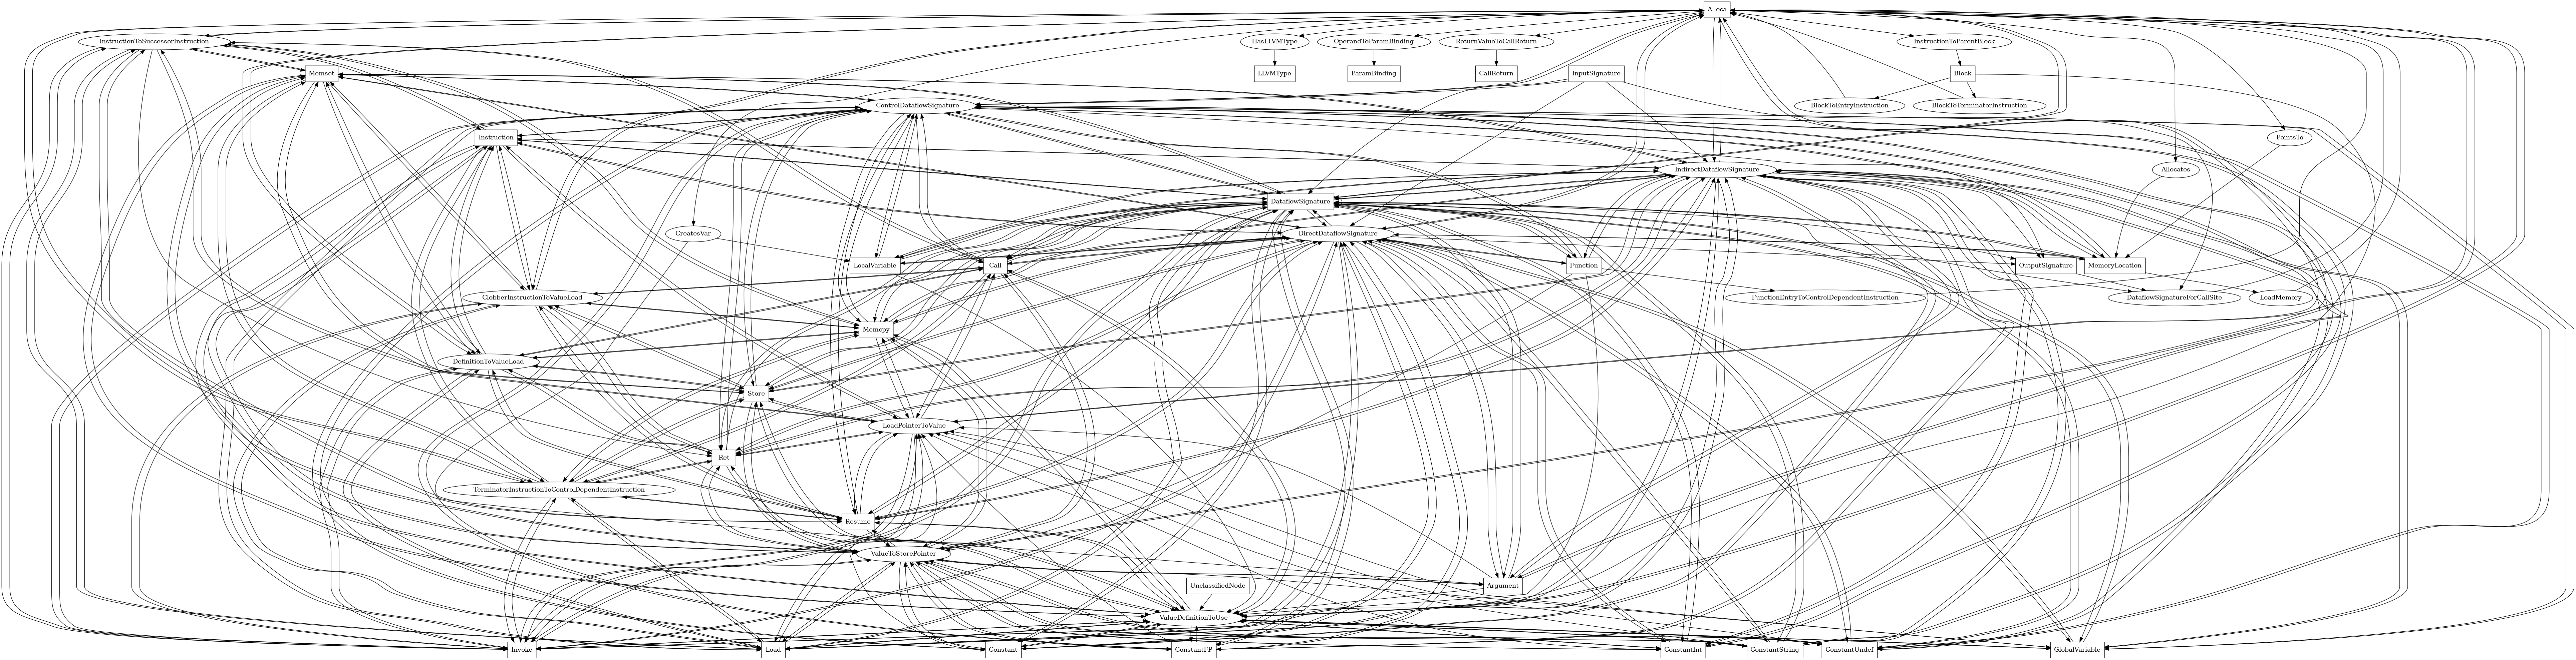 Alloca
InstructionToSuccessorInstruction
HasLLVMType
OperandToParamBinding
ReturnValueToCallReturn
InstructionToParentBlock
Memset
LLVMType
ParamBinding
CallReturn
InputSignature
Block
ControlDataflowSignature
BlockToEntryInstruction
BlockToTerminatorInstruction
Instruction
PointsTo
IndirectDataflowSignature
Allocates
DataflowSignature
CreatesVar
DirectDataflowSignature
LocalVariable
Call
Function
OutputSignature
MemoryLocation
ClobberInstructionToValueLoad
FunctionEntryToControlDependentInstruction
DataflowSignatureForCallSite
LoadMemory
Memcpy
DefinitionToValueLoad
Store
LoadPointerToValue
Ret
TerminatorInstructionToControlDependentInstruction
Resume
ValueToStorePointer
UnclassifiedNode
Argument
ValueDefinitionToUse
Invoke
Load
Constant
ConstantFP
ConstantInt
ConstantString
ConstantUndef
GlobalVariable